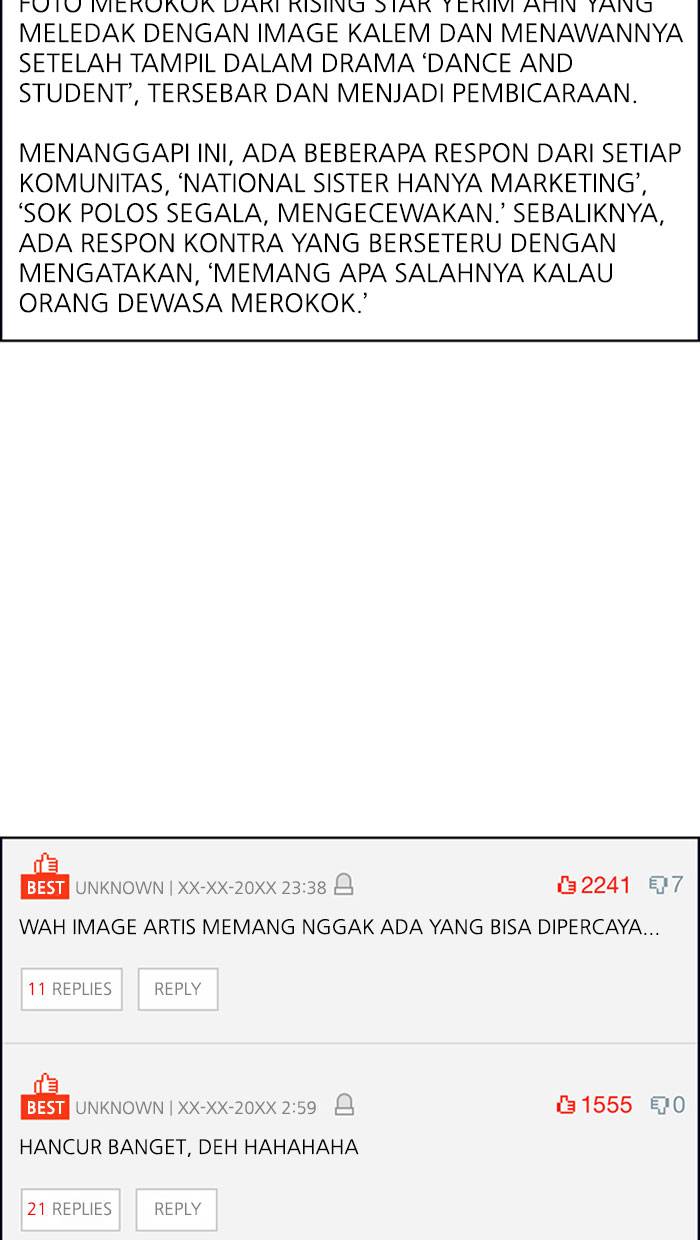 FOTO MEROKOK DARI RISING STAR YERIM AHN YANG
MELEDAK DENGAN IMAGE KALEM DAN MENAWANNYA
SETELAH TAMPIL DALAM DRAMA ‘DANCE AND
STUDENT’, TERSEBAR DAN MENJADI PEMBICARAAN.
MENANGGAPI INI, ADA BEBERAPA RESPON DARI SETIAP
KOMUNITAS, ‘NATIONAL SISTER HANYA MARKETING’,
‘SOK POLOS SEGALA, MENGECEWAKAN.’ SEBALIKNYA,
ADA RESPON KONTRA YANG BERSETERU DENGAN
MENGATAKAN, ‘MEMANG APA SALAHNYA KALAU
ORANG DEWASA MEROKOK.’
BEST UNKNOWN | XX-XX-20XX 23:38 2241 7
WAH IMAGE ARTIS MEMANG NGGAK ADA YANG BISA DIPERCAYA...
11 REPLIES REPLY
BEST UNKNOWN | XX-XX-20XX 2:59 1555 0
HANCUR BANGET, DEH HAHAHAHA
21 REPLIES REPLY